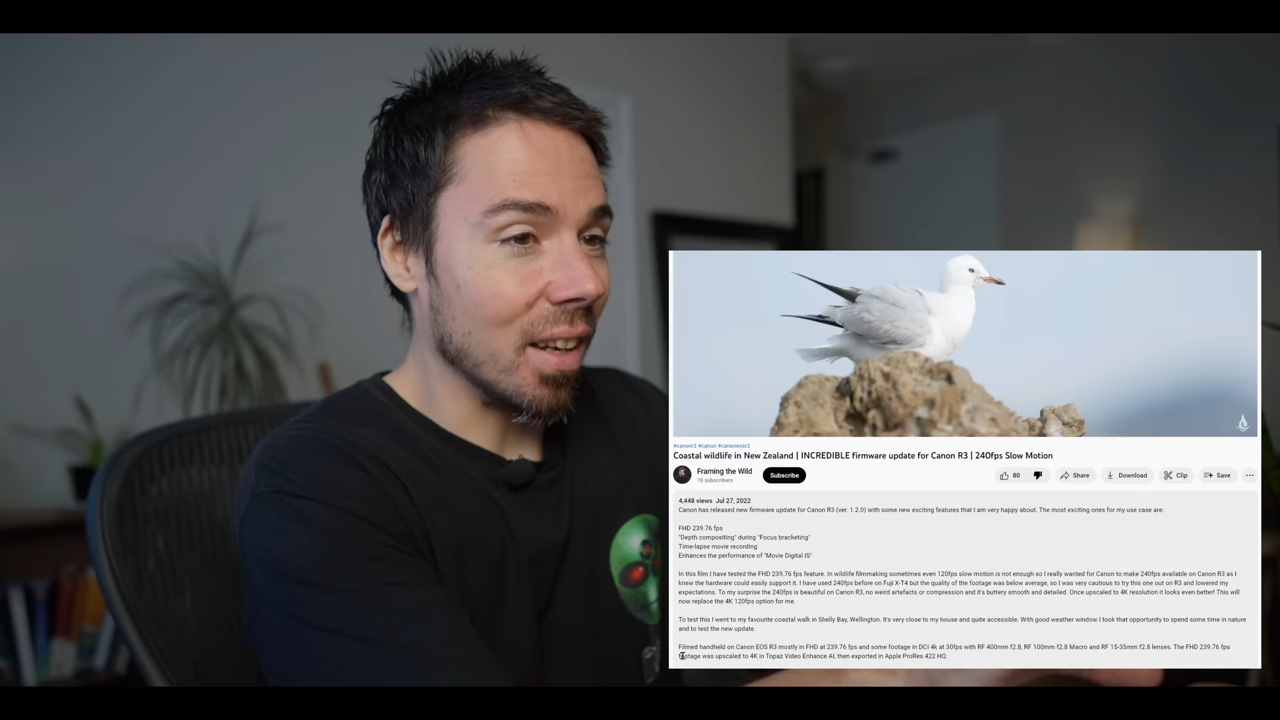 #canonr3 #canon #canoneosr3
Coastal wildlife in New Zealand | INCREDIBLE firmware update for Canon R3 | 240fps Slow Motion
Framing the Wild
78 subscribers
Subscribe
80
Share
Download
Clip
Save
4,448 views Jul 27, 2022
Canon has released new firmware update for Canon R3 (ver. 1.2.0) with some new exciting features that I am very happy about. The most exciting ones for my use case are:
FHD 239.76 fps
"Depth compositing" during "Focus bracketing"
Time-lapse movie recording
Enhances the performance of "Movie Digital IS"
In this film I have tested the FHD 239.76 fps feature. In wildlife filmmaking sometimes even 120fps slow motion is not enough so I really wanted for Canon to make 240fps available on Canon R3 as I
knew the hardware could easily support it. I have used 240fps before on Fuji X-T4 but the quality of the footage was below average, so I was very cautious to try this one out on R3 and lowered my
expectations. To my surprise the 240fps is beautiful on Canon R3, no weird artefacts or compression and it's buttery smooth and detailed. Once upscaled to 4K resolution it looks even better! This will
now replace the 4K 120fps option for me.
To test this I went to my favourite coastal walk in Shelly Bay, Wellington. It's very close to my house and quite accessible. With good weather window I took that opportunity to spend some time in nature
and to test the new update.
Filmed handheld on Canon EOS R3 mostly in FHD at 239.76 fps and some footage in DCI 4k at 30fps with RF 400mm f2.8, RF 100mm f2.8 Macro and RF 15-35mm f2.8 lenses. The FHD 239.76 fps
footage was upscaled to 4K in Topaz Video Enhance AI, then exported in Apple ProRes 422 HQ.